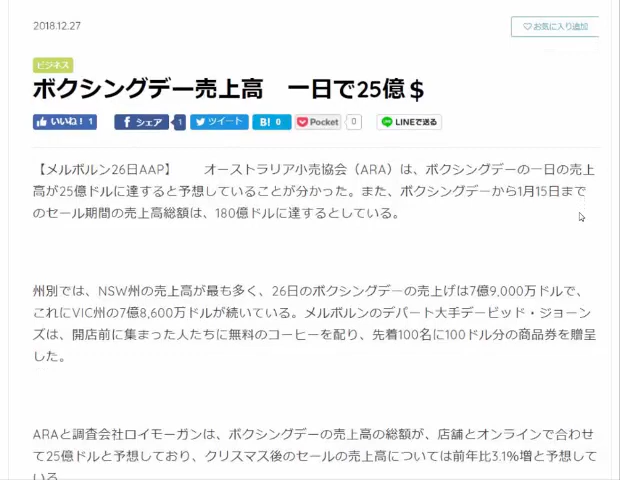 2018.12.27
♡お気に入り追加
ビジネス
ボクシングデー売上高　一日で25億＄
いいね！ 1
シェア 1
ツイート
B! 0
Pocket 0
LINEで送る
【メルボルン26日AAP】　　オーストラリア小売協会（ARA）は、ボクシングデーの一日の売上
高が25億ドルに達すると予想していることが分かった。また、ボクシングデーから1月15日まで
のセール期間の売上高総額は、180億ドルに達するとしている。
州別では、NSW州の売上高が最も多く、26日のボクシングデーの売上げは7億9,000万ドルで、
これにVIC州の7億8,600万ドルが続いている。メルボルンのデパート大手デービッド・ジョーン
ズは、開店前に集まった人たちに無料のコーヒーを配り、先着100名に100ドル分の商品券を贈呈
した。
ARAと調査会社ロイモーガンは、ボクシングデーの売上高の総額が、店舗とオンラインで合わせ
て25億ドルと予想しており、クリスマス後のセールの売上高については前年比3.1%増と予想して
いる。